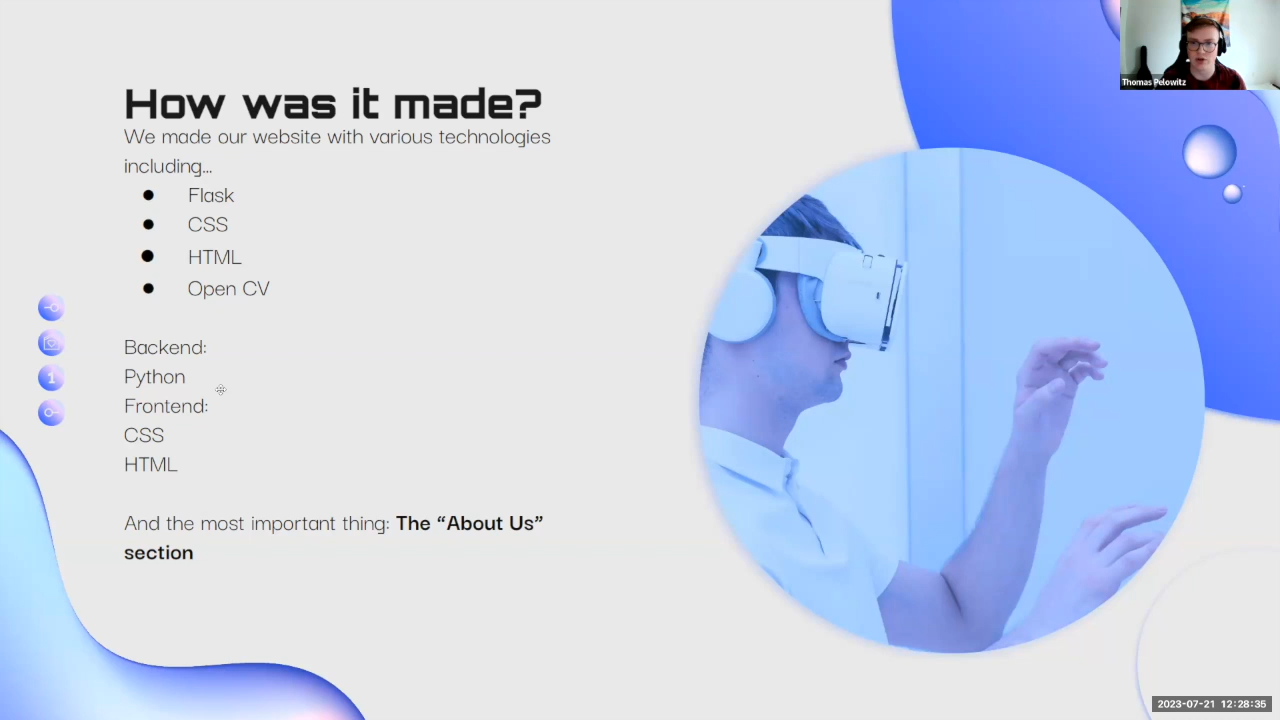 How was it made?
We made our website with various technologies
including...
● Flask
● CSS
● HTML
● Open CV
1
Backend:
Python
Frontend:
CSS
HTML
And the most important thing: The “About Us”
section
Thomas Pelowitz
2023-07-21 12:28:35